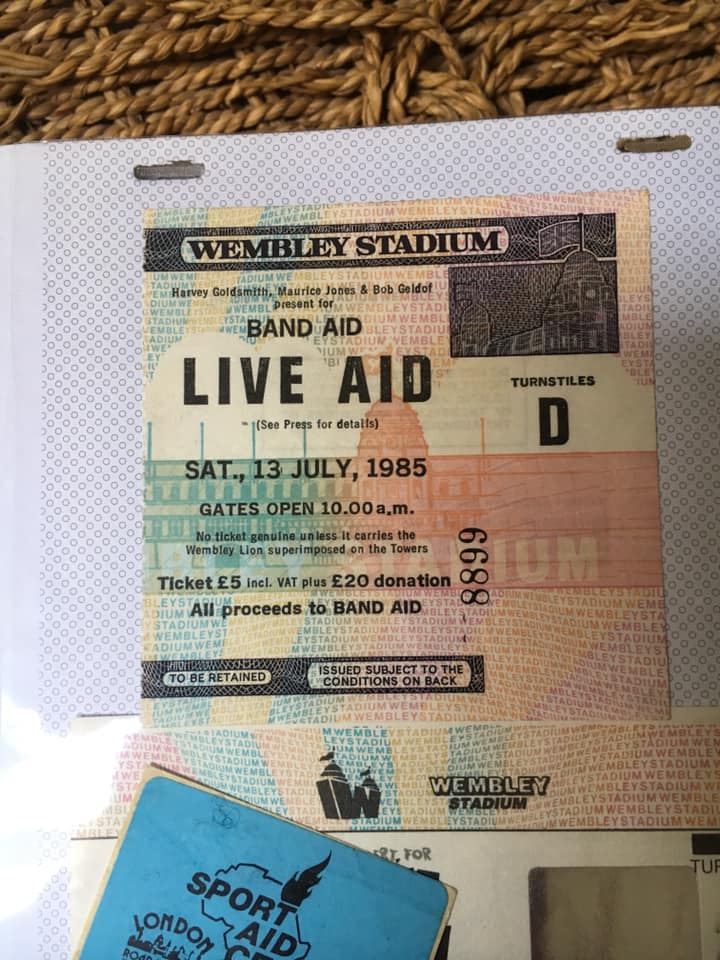 WEMBLEY STADIUM
Harvey Goldsmith, Maurice Jones & Bob Geldof
present for
BAND AID
LIVE AID
(See Press for details)
TURNSTILES
D
SAT., 13 JULY, 1985
GATES OPEN 10.00 a.m.
No ticket genuine unless it carries the
Wembley Lion superimposed on the Towers
Ticket £5 incl. VAT plus £20 donation
All proceeds to BAND AID
8899
TO BE RETAINED
ISSUED SUBJECT TO THE
CONDITIONS ON BACK
WEMBLEY
STADIUM
FOR
TUR
SPORT
AID
LONDON